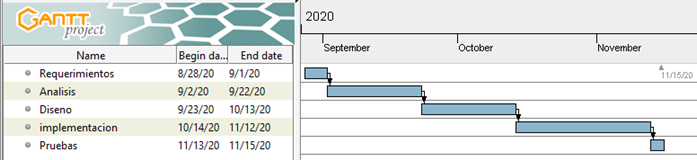 GANTT project
2020
Name Begin da... End date
September October November
Requerimientos 8/28/20 9/1/20
Analisis 9/2/20 9/22/20
Diseno 9/23/20 10/13/20
implementacion 10/14/20 11/12/20
Pruebas 11/13/20 11/15/20
11/15/20